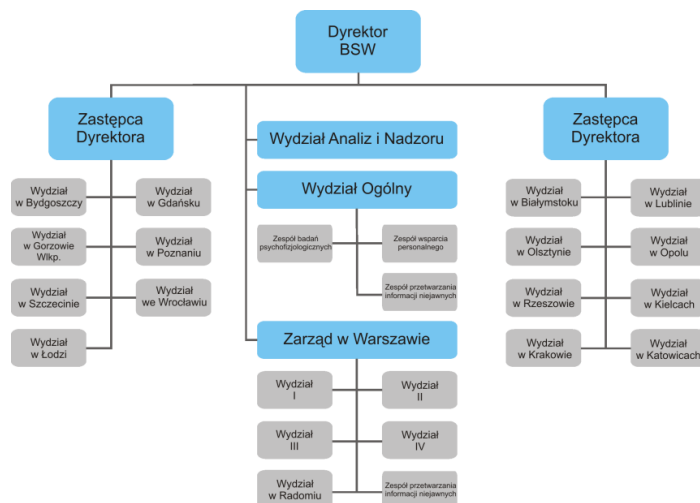 Dyrektor
BSW
Zastępca
Dyrektora
Wydział
w Bydgoszczy
Wydział
w Gdańsku
Wydział
w Gorzowie
Wlkp.
Wydział
w Poznaniu
Wydział
w Szczecinie
Wydział
we Wrocławiu
Wydział
w Łodzi
Wydział Analiz i Nadzoru
Wydział Ogólny
Zespół badań
psychofizjologicznych
Zespół wsparcia
personalnego
Zespół przetwarzania
informacji niejawnych
Zarząd w Warszawie
Wydział
I
Wydział
II
Wydział
III
Wydział
IV
Wydział
w Radomiu
Zespół przetwarzania
informacji niejawnych
Zastępca
Dyrektora
Wydział
w Białymstoku
Wydział
w Lublinie
Wydział
w Olsztynie
Wydział
w Opolu
Wydział
w Rzeszowie
Wydział
w Kielcach
Wydział
w Krakowie
Wydział
w Katowicach